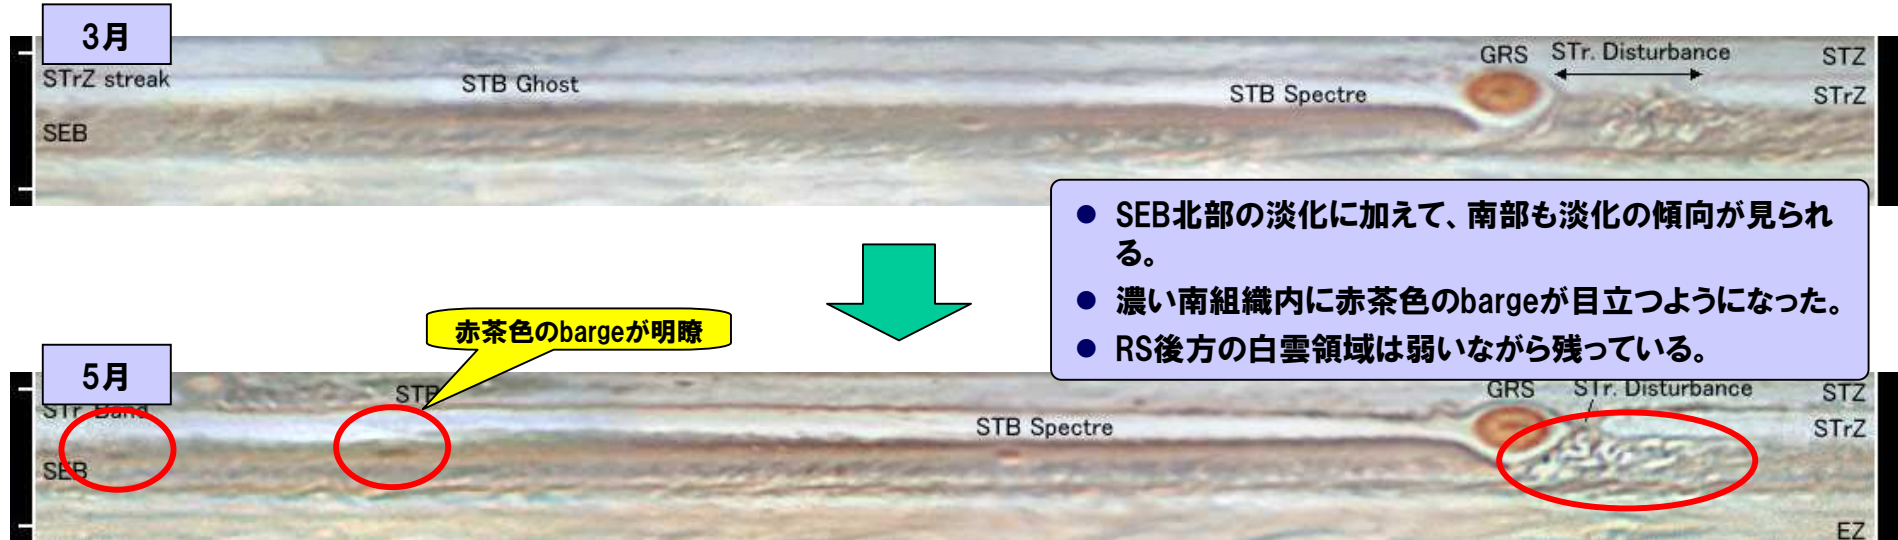 3月
GRS STr. Disturbance STZ
STrZ streak STB Ghost STB Spectre STrZ
SEB
● SEB北部の淡化に加えて、南部も淡化の傾向が見られ
る。
● 濃い南組織内に赤茶色のbargeが目立つようになった。
● RS後方の白雲領域は弱いながら残っている。
赤茶色のbargeが明瞭
5月
STB GRS STr. Disturbance STZ
STr. Band STB Spectre STrZ
SEB
EZ